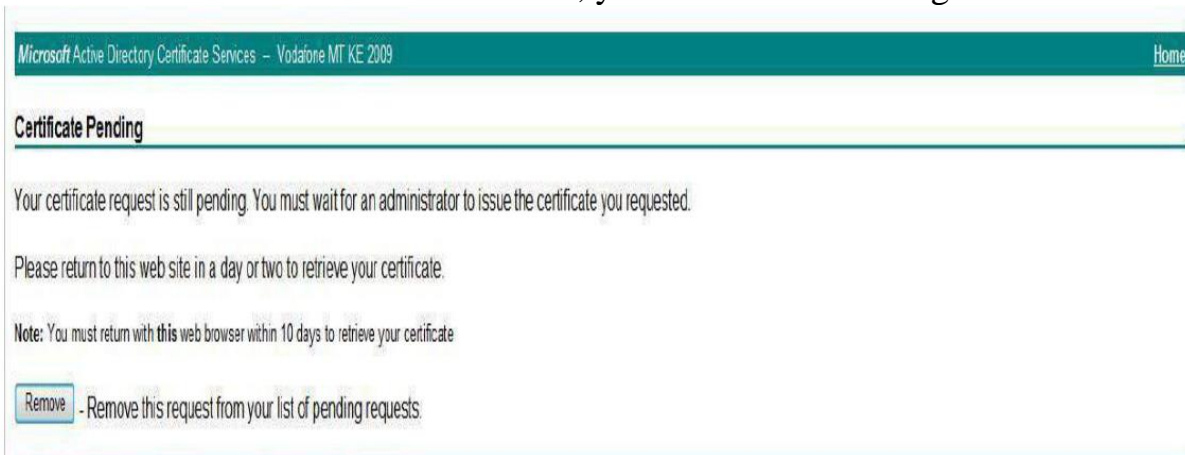 Microsoft Active Directory Certificate Services – Vodafone MT KE 2009 Home
Certificate Pending
Your certificate request is still pending. You must wait for an administrator to issue the certificate you requested.
Please return to this web site in a day or two to retrieve your certificate.
Note: You must return with this web browser within 10 days to retrieve your certificate
Remove - Remove this request from your list of pending requests.